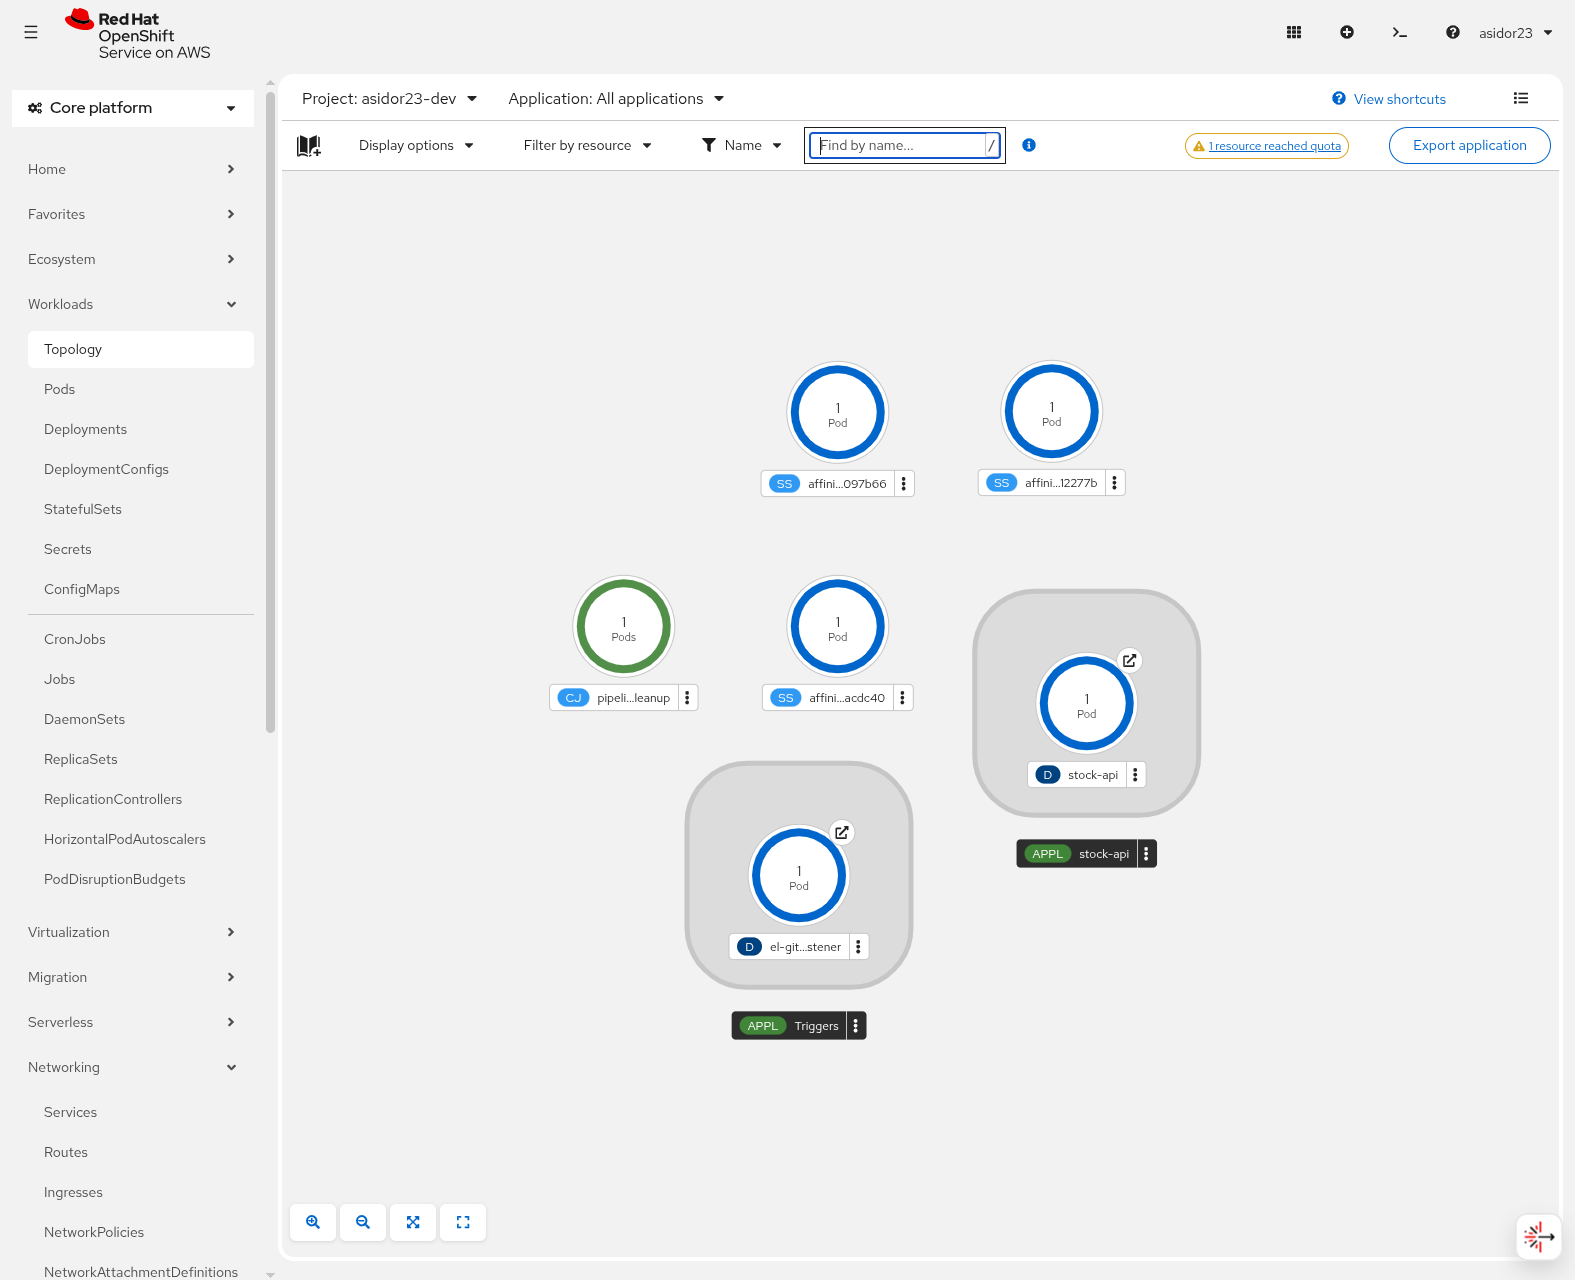 Red Hat
OpenShift
Service on AWS
asidor23
Core platform
Project: asidor23-dev
Application: All applications
View shortcuts
Display options
Filter by resource
Name
Find by name...
/
1 resource reached quota
Export application
Home
Favorites
Ecosystem
Workloads
Topology
Pods
Deployments
DeploymentConfigs
StatefulSets
Secrets
ConfigMaps
CronJobs
Jobs
DaemonSets
ReplicaSets
ReplicationControllers
HorizontalPodAutoscalers
PodDisruptionBudgets
Virtualization
Migration
Serverless
Networking
Services
Routes
Ingresses
NetworkPolicies
NetworkAttachmentDefinitions
1
Pod
SS affini...097b66
1
Pod
SS affini...12277b
1
Pods
CJ pipeli...leanup
1
Pod
SS affini...acdc40
1
Pod
D stock-api
APPL stock-api
1
Pod
D el-git...stener
APPL Triggers